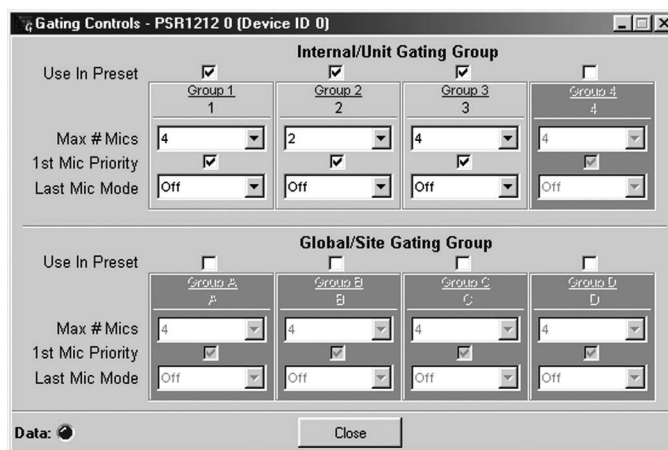 Gating Controls - PSR1212 0 (Device ID 0)
Internal/Unit Gating Group
Use In Preset
Group 1 Group 2 Group 3 Group 4
1 2 3 4
Max # Mics 4 2 4 4
1st Mic Priority
Last Mic Mode Off Off Off Off
Global/Site Gating Group
Use In Preset
Group A Group B Group C Group D
A B C D
Max # Mics 4 4 4 4
1st Mic Priority
Last Mic Mode Off Off Off Off
Data: Close